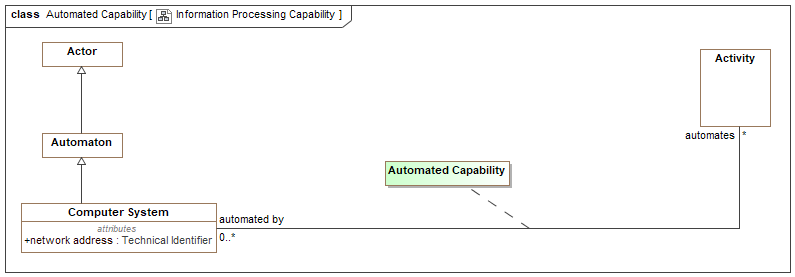 class Automated Capability [ Information Processing Capability ]
Actor
Activity
Automaton
automates *
Automated Capability
Computer System
attributes
+network address : Technical Identifier
automated by
0..*